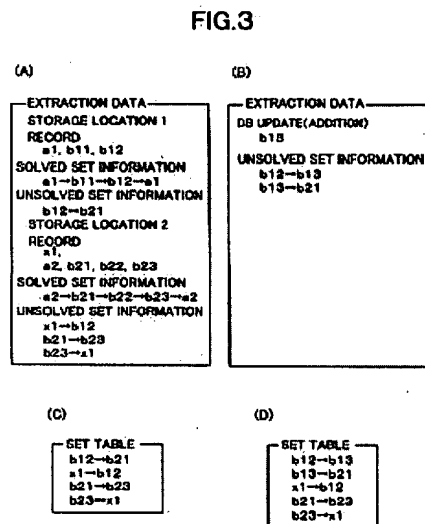 FIG.3
(A)
EXTRACTION DATA
STORAGE LOCATION 1
RECORD
a1, b11, b12
SOLVED SET INFORMATION
a1→b11→b12→a1
UNSOLVED SET INFORMATION
b12→b21
STORAGE LOCATION 2
RECORD
x1,
a2, b21, b22, b23
SOLVED SET INFORMATION
a2→b21→b22→b23→a2
UNSOLVED SET INFORMATION
x1→b12
b21→b23
b23→x1
(B)
EXTRACTION DATA
DB UPDATE(ADDITION)
b13
UNSOLVED SET INFORMATION
b12→b13
b13→b21
(C)
SET TABLE
b12→b21
x1→b12
b21→b23
b23→x1
(D)
SET TABLE
b12→b13
b13→b21
x1→b12
b21→b23
b23→x1